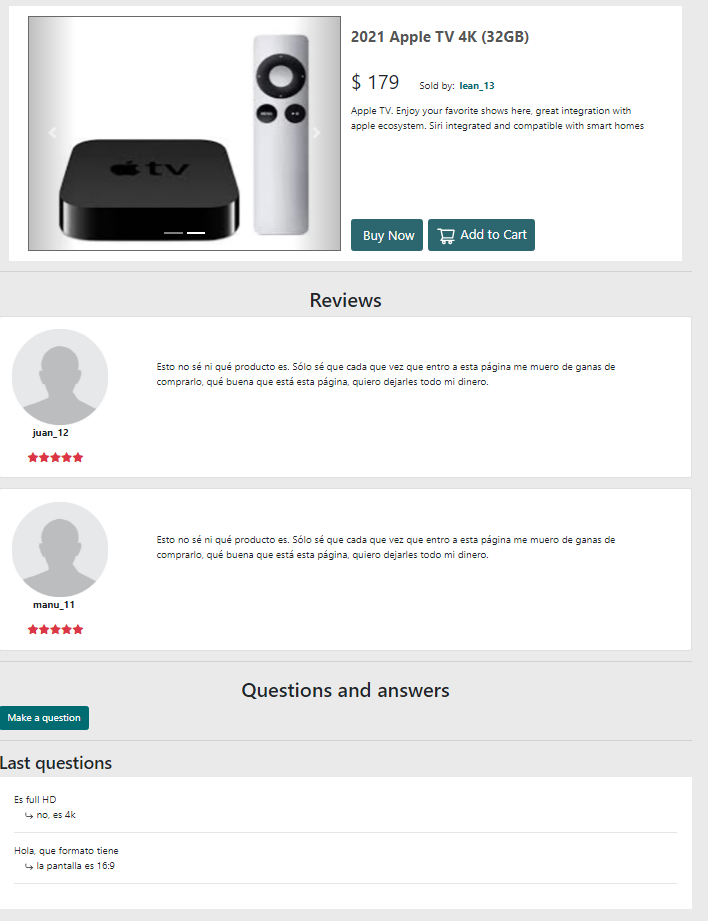 2021 Apple TV 4K (32GB)
$ 179 Sold by: lean_13
Apple TV. Enjoy your favorite shows here, great integration with
apple ecosystem. Siri integrated and compatible with smart homes
tv
MENU
Buy Now Add to Cart
Reviews
Esto no sé ni qué producto es. Sólo sé que cada que vez que entro a esta página me muero de ganas de
comprarlo, qué buena que está esta página, quiero dejarles todo mi dinero.
juan_12
Esto no sé ni qué producto es. Sólo sé que cada que vez que entro a esta página me muero de ganas de
comprarlo, qué buena que está esta página, quiero dejarles todo mi dinero.
manu_11
Questions and answers
Make a question
Last questions
Es full HD
↪ no, es 4k
Hola, que formato tiene
↪ la pantalla es 16:9